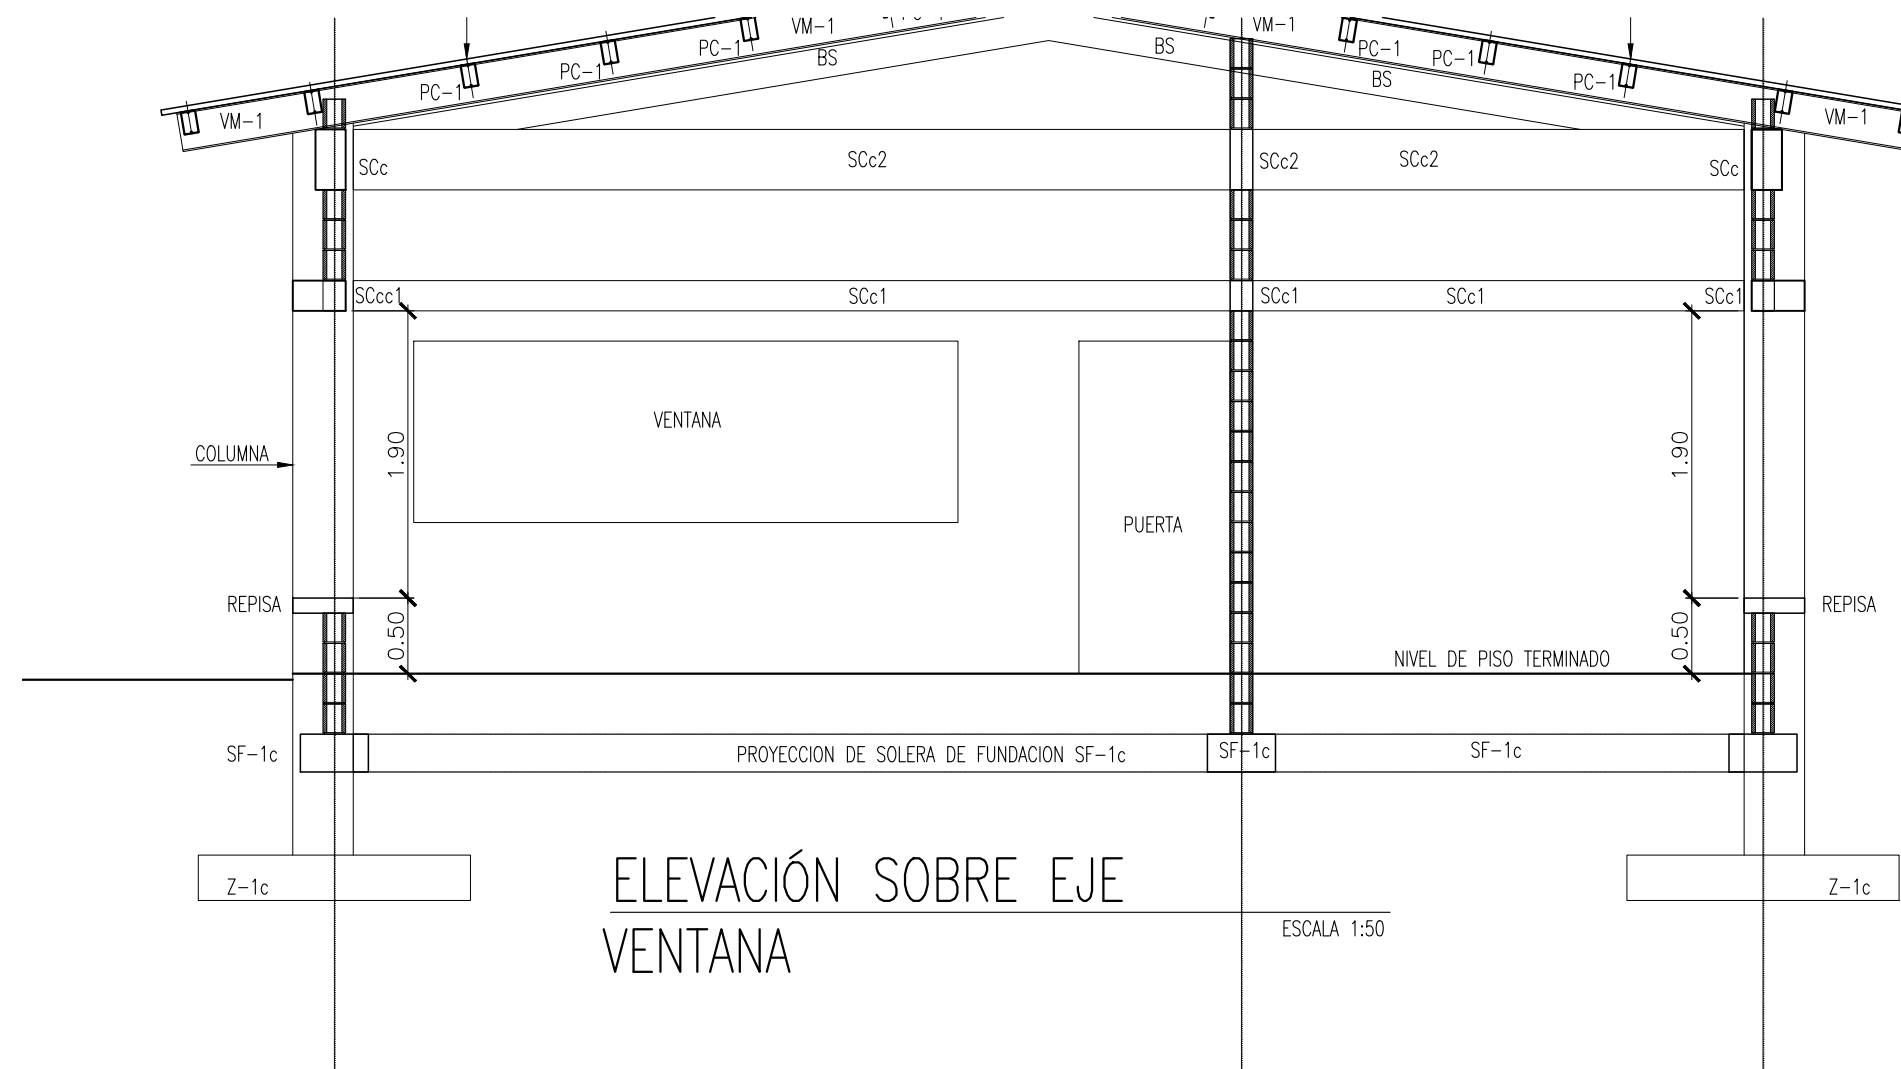 VM-1
VM-1
PC-1
BS
BS
PC-1
PC-1
PC-1
BS
PC-1
PC-1
PC-1
VM-1
VM-1
SCc
SCc2
SCc2
SCc2
SCc
SCcc1
SCc1
SCc1
SCc1
SCc1
VENTANA
COLUMNA
1.90
1.90
PUERTA
REPISA
REPISA
0.50
0.50
NIVEL DE PISO TERMINADO
SF-1c
PROYECCION DE SOLERA DE FUNDACION SF-1c
SF-1c
SF-1c
Z-1c
Z-1c
ELEVACIÓN SOBRE EJE
ESCALA 1:50
VENTANA